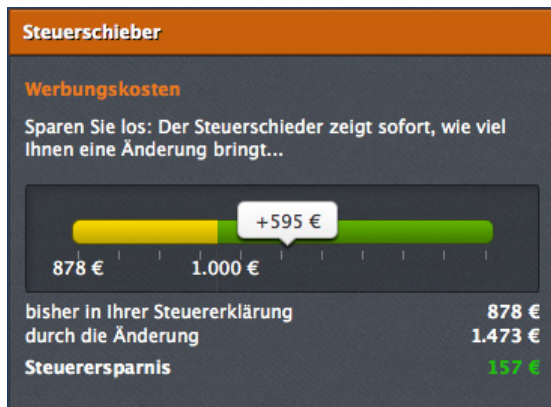 Steuerschieber
Werbungskosten
Sparen Sie los: Der Steuerschieder zeigt sofort, wie viel
Ihnen eine Änderung bringt...
+595 €
878 € 1.000 €
bisher in Ihrer Steuererklärung 878 €
durch die Änderung 1.473 €
Steuerersparnis 157 €